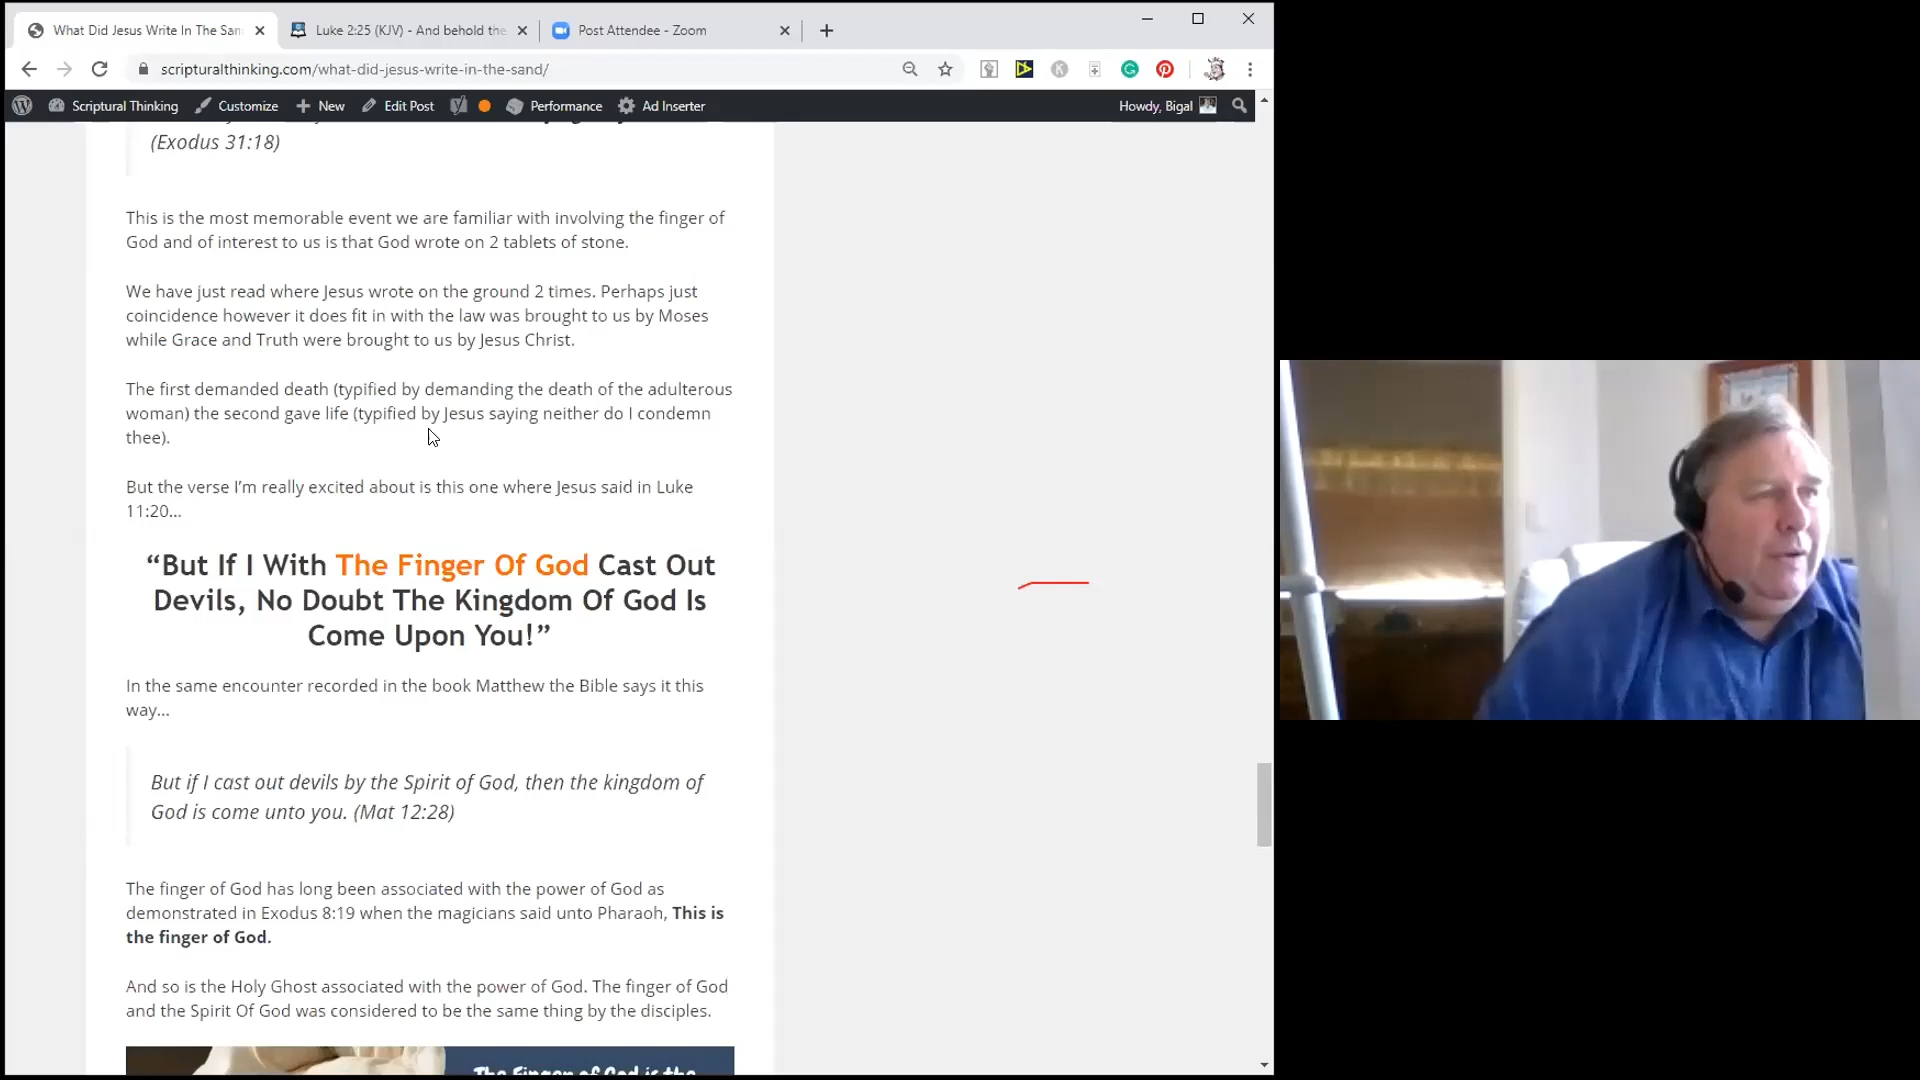 What Did Jesus Write In The San
Luke 2:25 (KJV) - And behold the
Post Attendee - Zoom
scripturalthinking.com/what-did-jesus-write-in-the-sand/
Scriptural Thinking
Customize
New
Edit Post
Performance
Ad Inserter
Howdy, Bigal
(Exodus 31:18)
This is the most memorable event we are familiar with involving the finger of
God and of interest to us is that God wrote on 2 tablets of stone.
We have just read where Jesus wrote on the ground 2 times. Perhaps just
coincidence however it does fit in with the law was brought to us by Moses
while Grace and Truth were brought to us by Jesus Christ.
The first demanded death (typified by demanding the death of the adulterous
woman) the second gave life (typified by Jesus saying neither do I condemn
thee).
But the verse I’m really excited about is this one where Jesus said in Luke
11:20...
“But If I With The Finger Of God Cast Out
Devils, No Doubt The Kingdom Of God Is
Come Upon You!”
In the same encounter recorded in the book Matthew the Bible says it this
way...
But if I cast out devils by the Spirit of God, then the kingdom of
God is come unto you. (Mat 12:28)
The finger of God has long been associated with the power of God as
demonstrated in Exodus 8:19 when the magicians said unto Pharaoh, This is
the finger of God.
And so is the Holy Ghost associated with the power of God. The finger of God
and the Spirit Of God was considered to be the same thing by the disciples.
The Finger of God is the